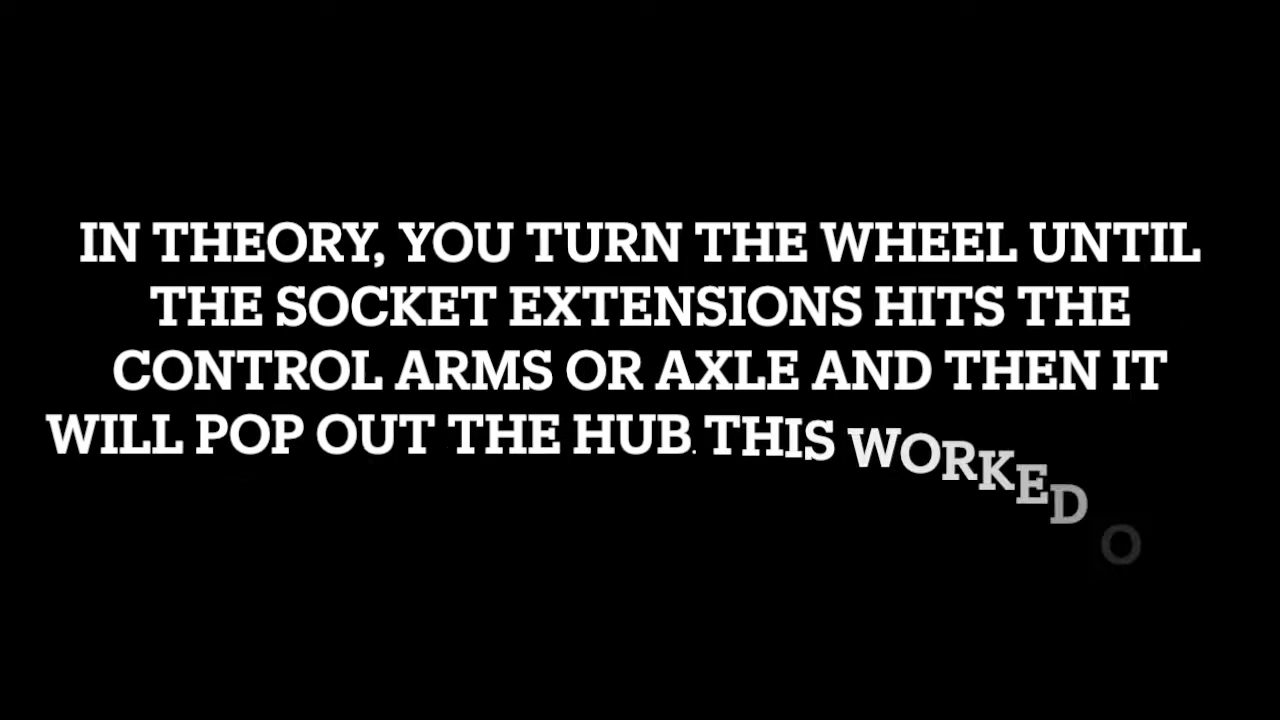 IN THEORY, YOU TURN THE WHEEL UNTIL
THE SOCKET EXTENSIONS HITS THE
CONTROL ARMS OR AXLE AND THEN IT
WILL POP OUT THE HUB. THIS WORKED O